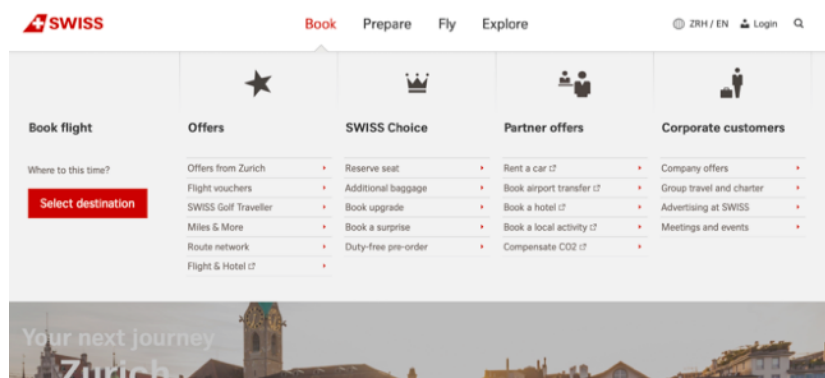 SWISS
Book Prepare Fly Explore
ZRH / EN Login
Book flight
Where to this time?
Select destination
Offers
Offers from Zurich
Flight vouchers
SWISS Golf Traveller
Miles & More
Route network
Flight & Hotel
SWISS Choice
Reserve seat
Additional baggage
Book upgrade
Book a surprise
Duty-free pre-order
Partner offers
Rent a car
Book airport transfer
Book a hotel
Book a local activity
Compensate CO2
Corporate customers
Company offers
Group travel and charter
Advertising at SWISS
Meetings and events
Your next journey
Zurich